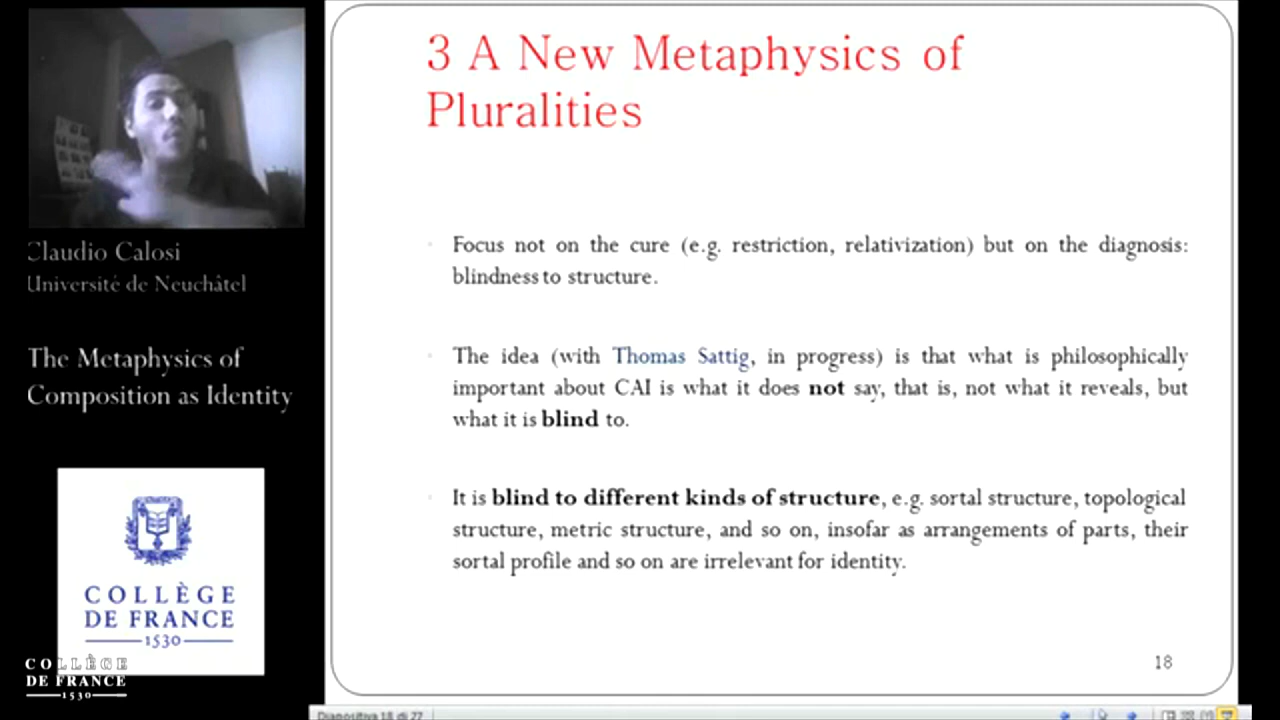 Claudio Calosi
Université de Neuchâtel
The Metaphysics of
Composition as Identity
COLLÈGE
DE FRANCE
1530
COLLÈGE
DE FRANCE
1530
3 A New Metaphysics of
Pluralities
Focus not on the cure (e.g. restriction, relativization) but on the diagnosis:
blindness to structure.
The idea (with Thomas Sattig, in progress) is that what is philosophically
important about CAI is what it does not say, that is, not what it reveals, but
what it is blind to.
It is blind to different kinds of structure, e.g. sortal structure, topological
structure, metric structure, and so on, insofar as arrangements of parts, their
sortal profile and so on are irrelevant for identity.
18
Diapositiva 18 di 27